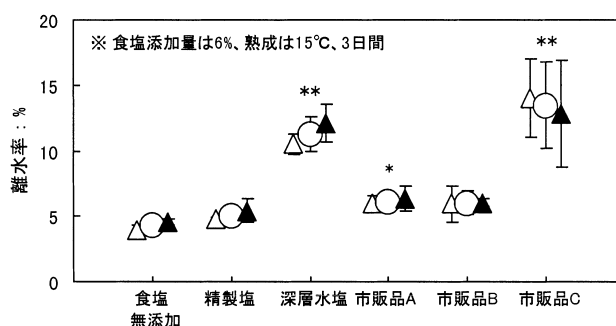 20
※ 食塩添加量は6%、熟成は15℃、3日間
15
10
5
0
離水率：%
**
*
**
食塩
無添加
精製塩
深層水塩
市販品A
市販品B
市販品C